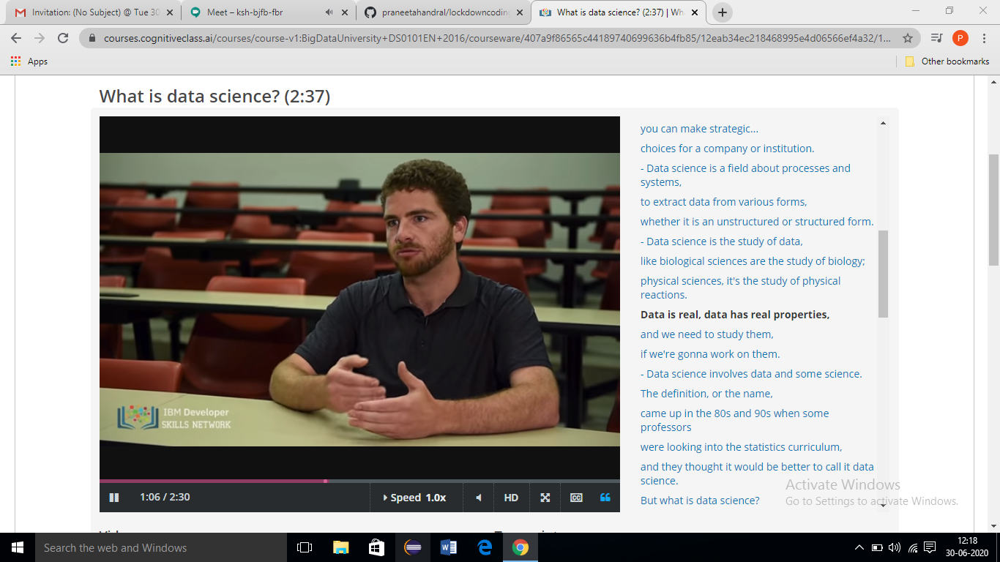 Invitation: (No Subject) @ Tue 30
Meet – ksh-bjfb-fbr
praneetahandral/lockdowncoding
What is data science? (2:37) | Wh
courses.cognitiveclass.ai/courses/course-v1:BigDataUniversity+DS0101EN+2016/courseware/407a9f86565c44189740699636b4fb85/12eab34ec218468995e4d06566ef4a32/1...
P
Apps
Other bookmarks
What is data science? (2:37)
you can make strategic...
choices for a company or institution.
- Data science is a field about processes and
systems,
to extract data from various forms,
whether it is an unstructured or structured form.
- Data science is the study of data,
like biological sciences are the study of biology;
physical sciences, it's the study of physical
reactions.
Data is real, data has real properties,
and we need to study them,
if we're gonna work on them.
- Data science involves data and some science.
The definition, or the name,
came up in the 80s and 90s when some
professors
were looking into the statistics curriculum,
and they thought it would be better to call it data
science.
But what is data science?
IBM Developer
SKILLS NETWORK
1:06 / 2:30
Speed 1.0x
HD
CC
Activate Windows
Go to Settings to activate Windows.
Search the web and Windows
12:18
30-06-2020